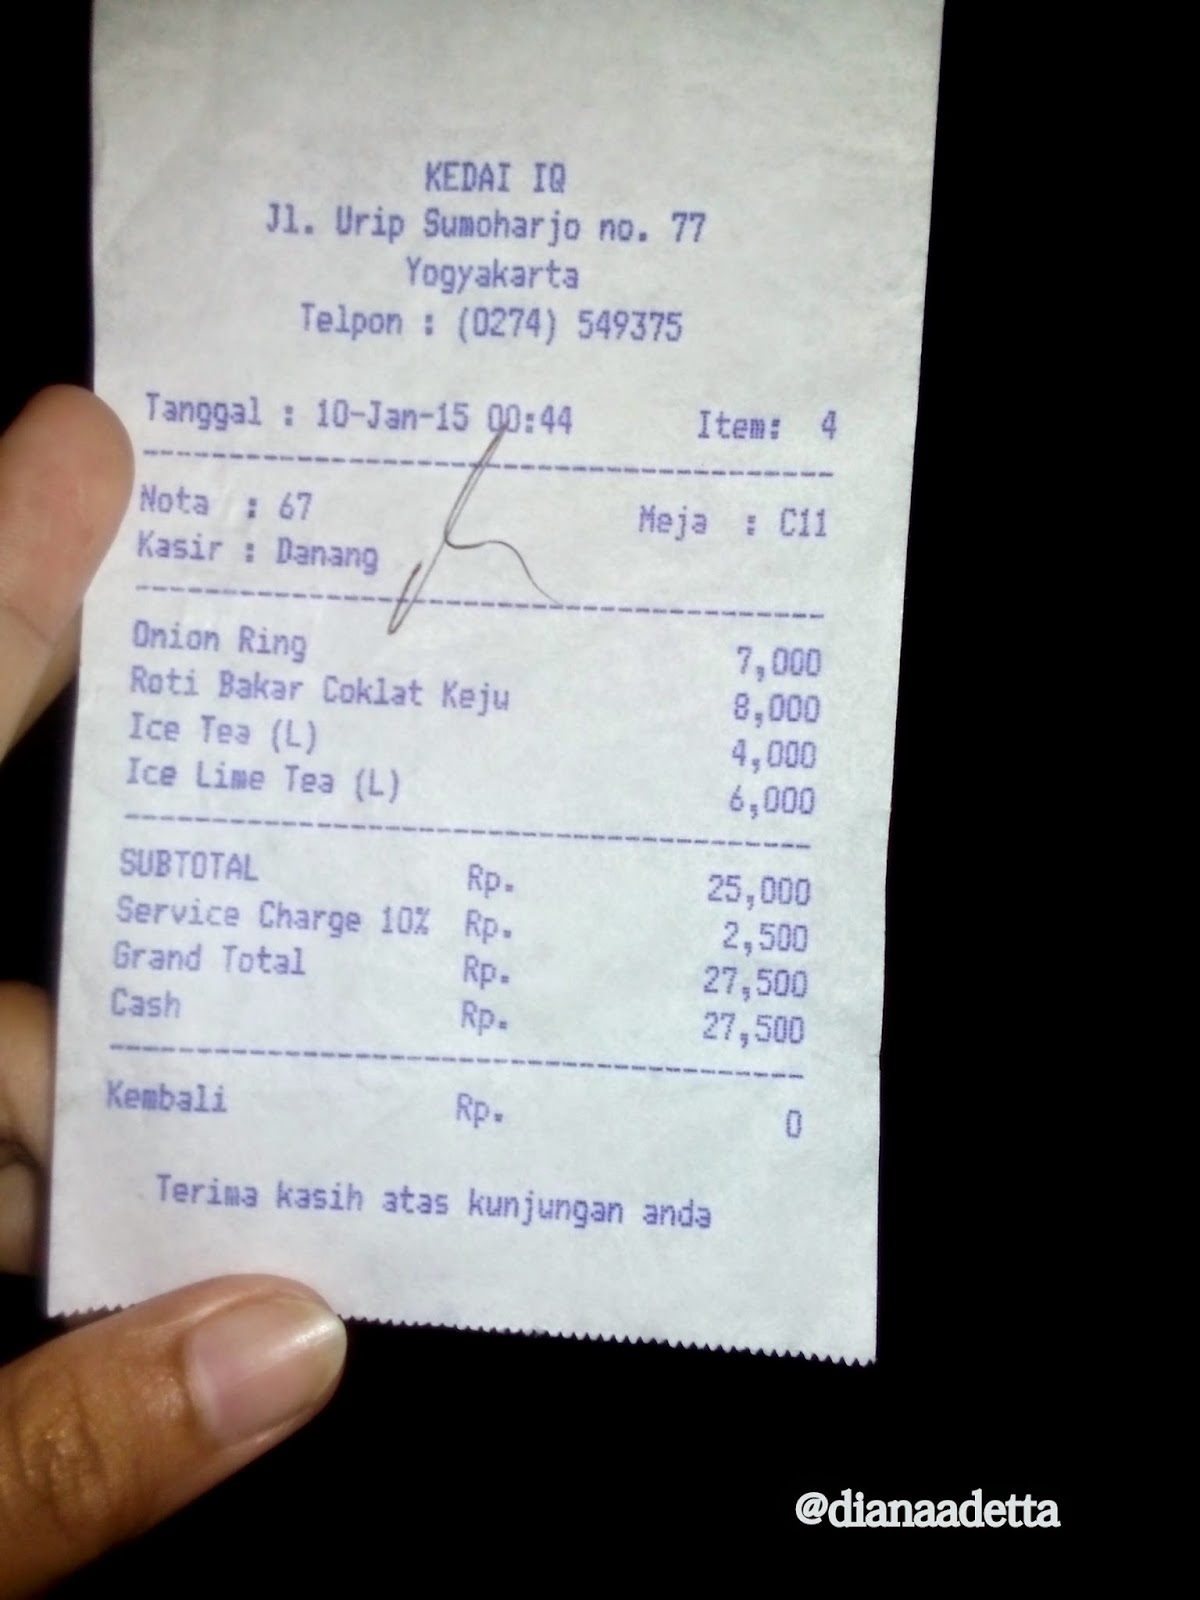 KEDAI IQ
Jl. Urip Sumoharjo no. 77
Yogyakarta
Telpon : (0274) 549375
Tanggal : 10-Jan-15 00:44 Item: 4
Nota : 67 Meja : C11
Kasir : Danang
Onion Ring 7,000
Roti Bakar Coklat Keju 8,000
Ice Tea (L) 4,000
Ice Lime Tea (L) 6,000
SUBTOTAL Rp. 25,000
Service Charge 10% Rp. 2,500
Grand Total Rp. 27,500
Cash Rp. 27,500
Kembali Rp. 0
Terima kasih atas kunjungan anda
@dianaadetta